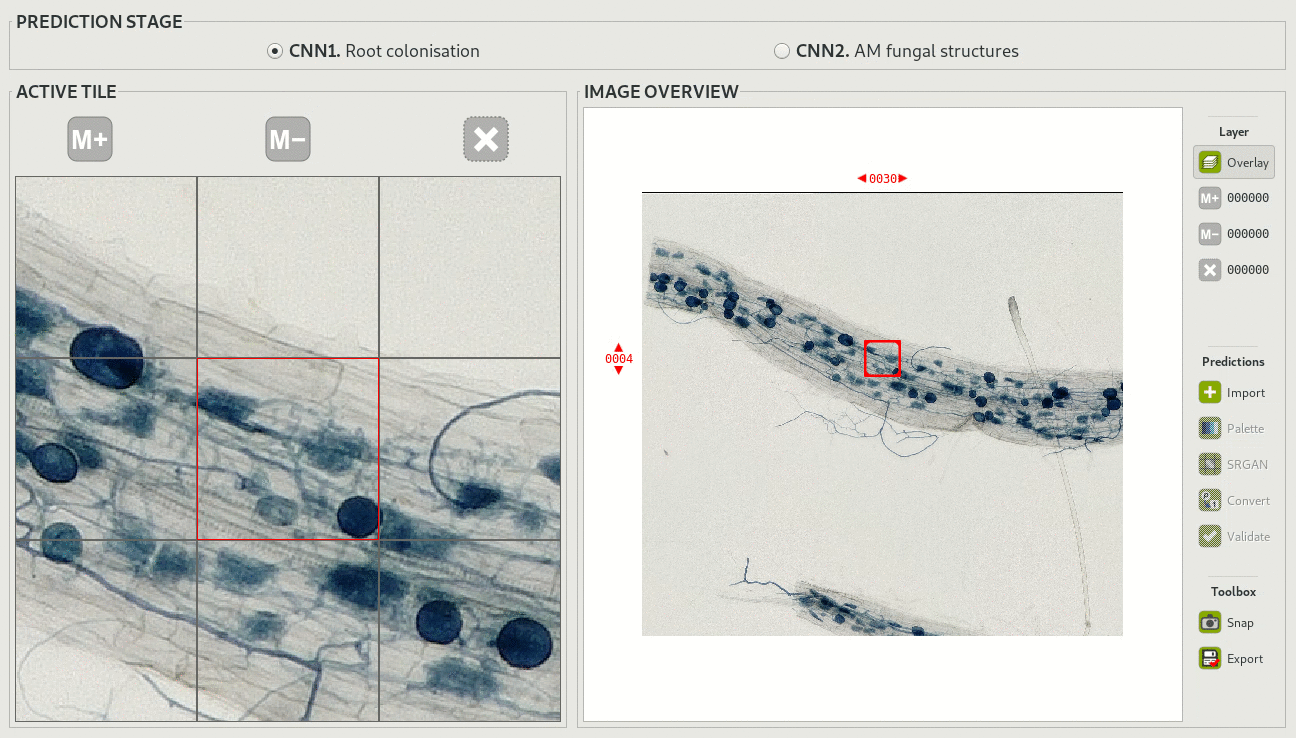 PREDICTION STAGE
CNN1. Root colonisation
CNN2. AM fungal structures
ACTIVE TILE
M+
M−
IMAGE OVERVIEW
0030
0004
Layer
Overlay
M+ 000000
M− 000000
000000
Predictions
Import
Palette
SRGAN
Convert
Validate
Toolbox
Snap
Export